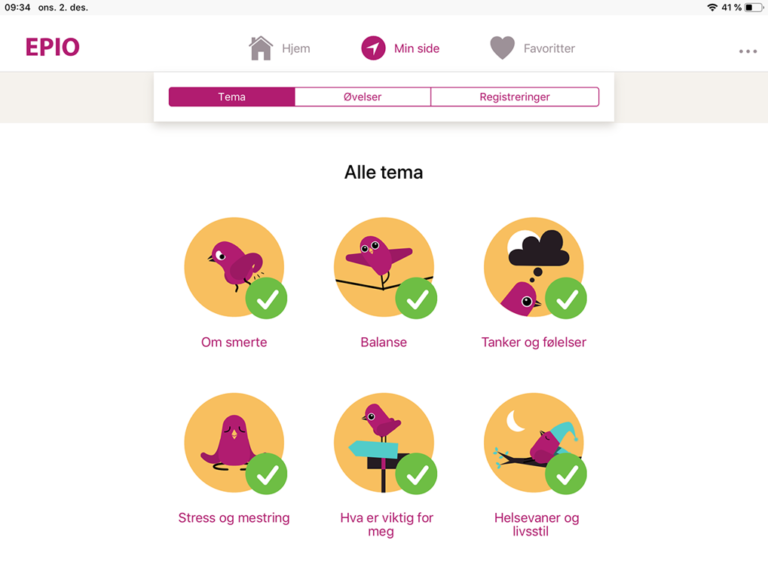 09:34 ons. 2. des.
41 %
EPIO
Hjem
Min side
Favoritter
Tema
Øvelser
Registreringer
Alle tema
Om smerte
Balanse
Tanker og følelser
Stress og mestring
Hva er viktig for
meg
Helsevaner og
livsstil